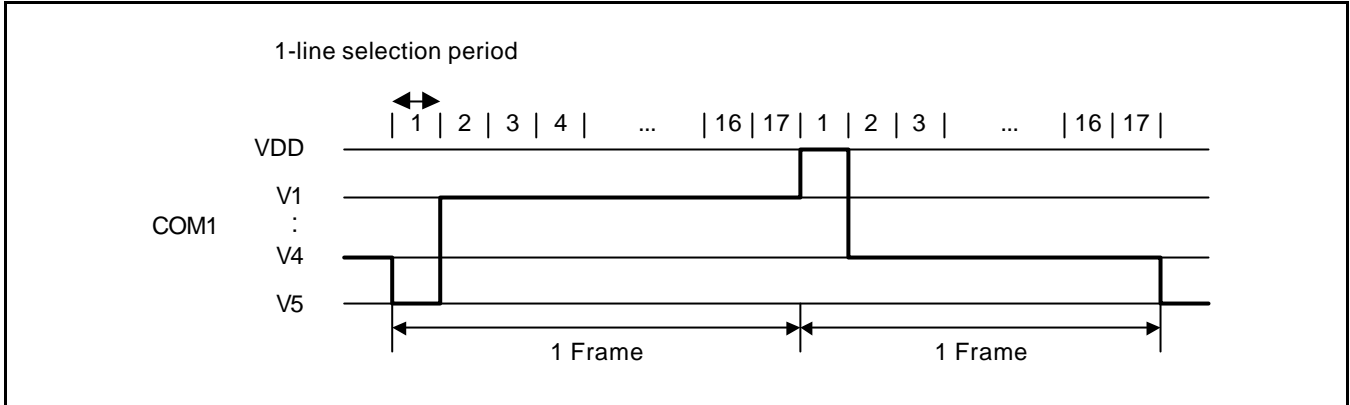 1-line selection period
| 1 | 2 | 3 | 4 | ... | 16 | 17 | 1 | 2 | 3 | ... | 16 | 17 |
VDD
V1
COM1 :
V4
V5
1 Frame 1 Frame